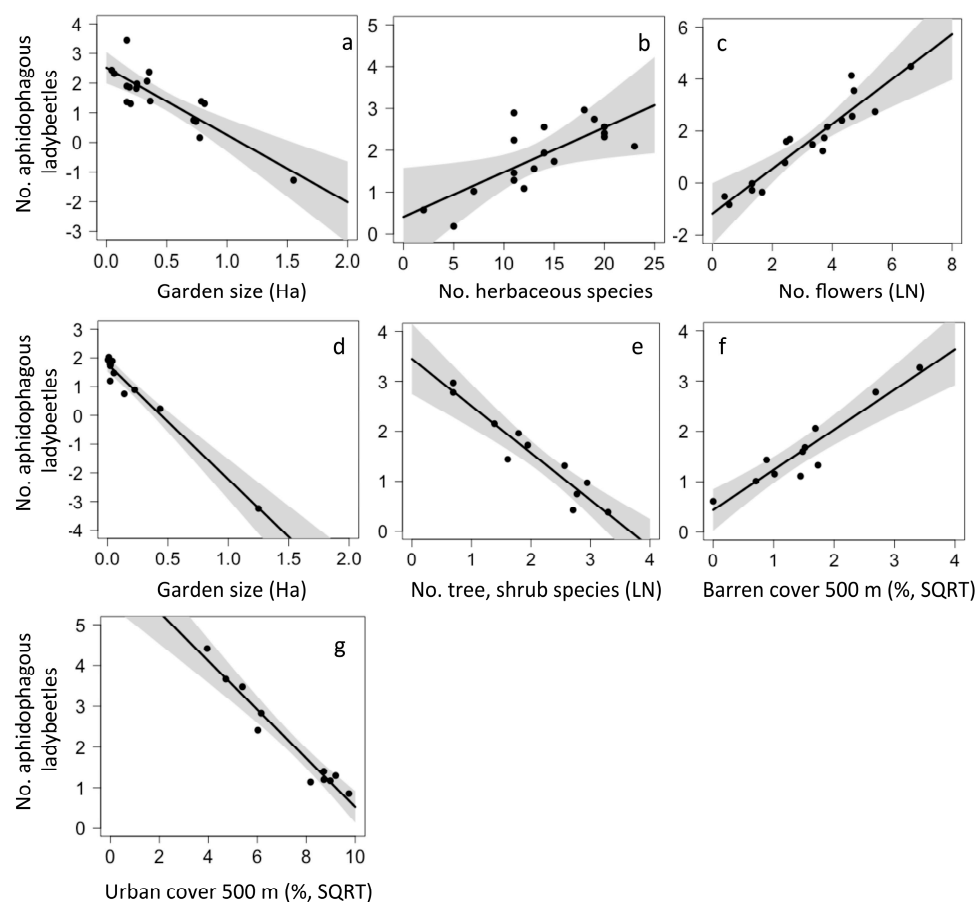 No. aphidophagous
ladybeetles
4
3
2
1
0
-1
-2
-3
a
0.0 0.5 1.0 1.5 2.0
Garden size (Ha)
5
4
3
2
1
0
b
0 5 10 15 20 25
No. herbaceous species
6
4
2
0
-2
c
0 2 4 6 8
No. flowers (LN)
No. aphidophagous
ladybeetles
3
2
1
0
-1
-2
-3
-4
d
0.0 0.5 1.0 1.5 2.0
Garden size (Ha)
4
3
2
1
0
e
0 1 2 3 4
No. tree, shrub species (LN)
4
3
2
1
0
f
0 1 2 3 4
Barren cover 500 m (%, SQRT)
No. aphidophagous
ladybeetles
5
4
3
2
1
0
g
0 2 4 6 8 10
Urban cover 500 m (%, SQRT)